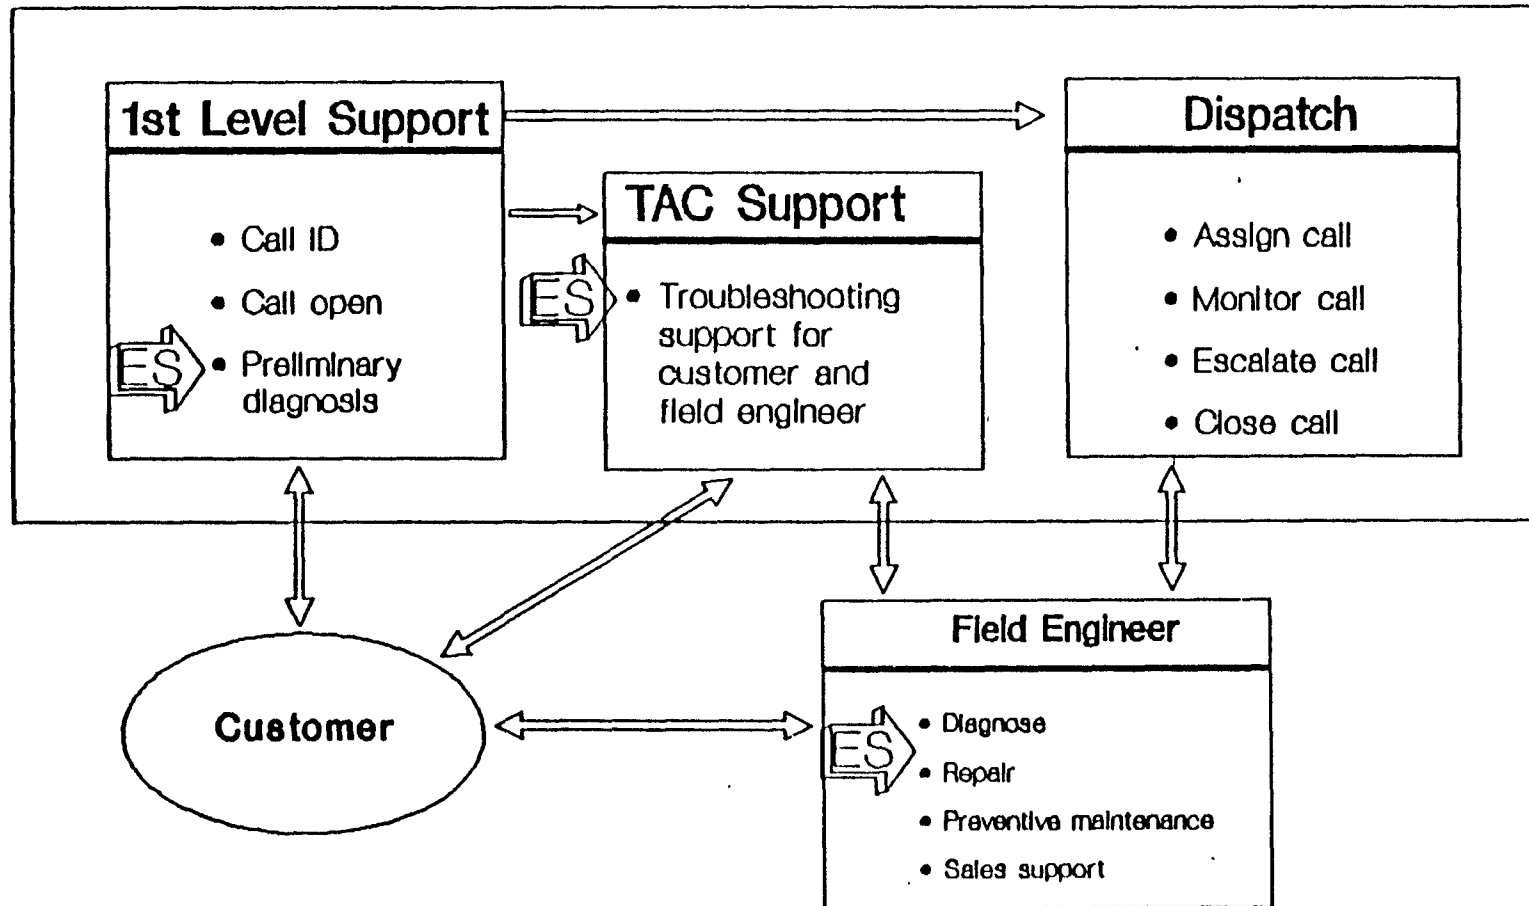 1st Level Support
• Call ID
• Call open
ES
• Preliminary
diagnosis
TAC Support
ES
• Troubleshooting
support for
customer and
field engineer
Dispatch
• Assign call
• Monitor call
• Escalate call
• Close call
Customer
Field Engineer
ES
• Diagnose
• Repair
• Preventive maintenance
• Sales support